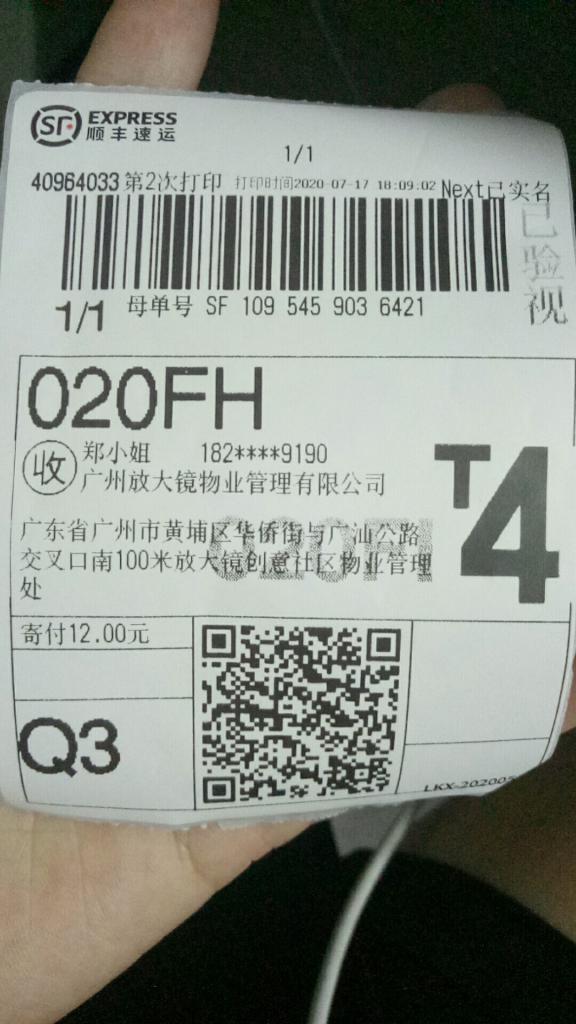 SF EXPRESS
顺丰速运
1/1
40964033 第2次打印 打印时间2020-07-17 18:09:02 Next已实名
已验视
1/1 母单号 SF 109 545 903 6421
020FH
收 郑小姐 182****9190
广州放大镜物业管理有限公司
T4
广东省广州市黄埔区华侨街与广汕公路
交叉口南100米放大镜创意社区物业管理
处
020FH
寄付12.00元
Q3